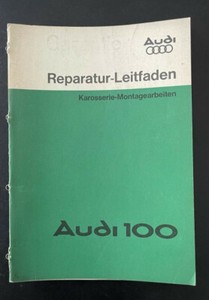 Audi
Reparatur-Leitfaden
Karosserie-Montagearbeiten
Audi 100